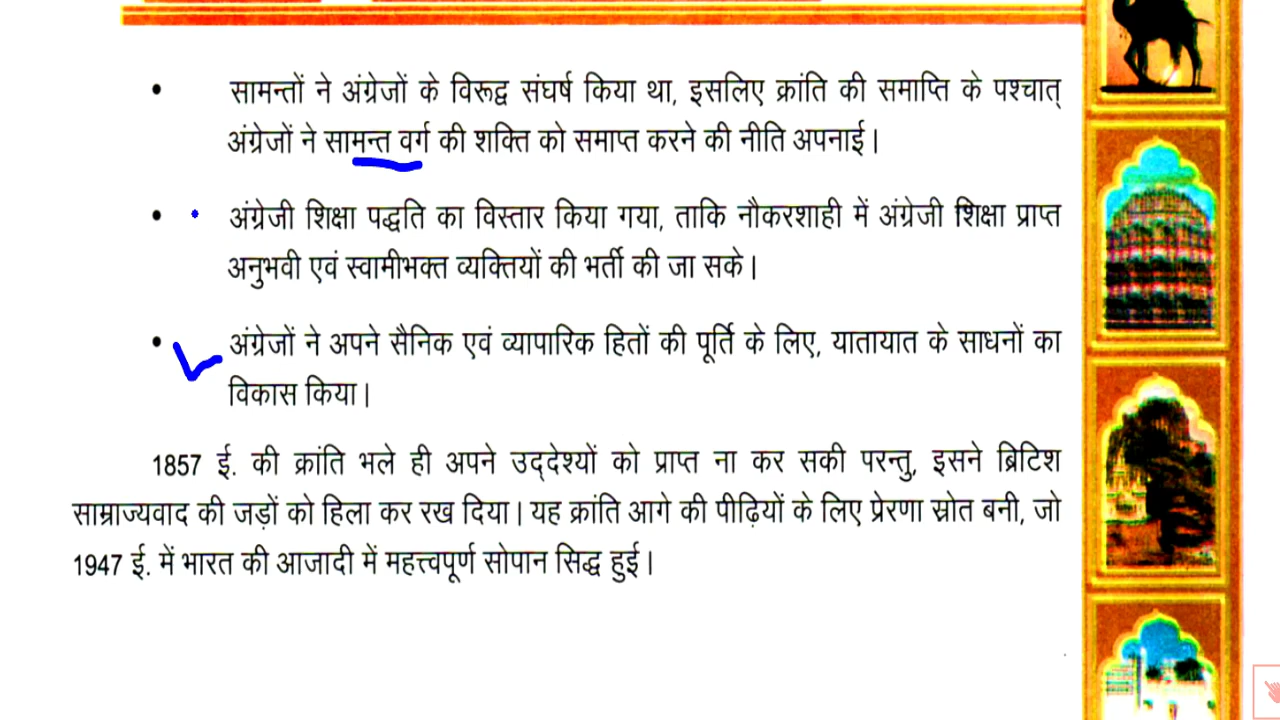 • सामन्तों ने अंग्रेजों के विरूद्व संघर्ष किया था, इसलिए क्रांति की समाप्ति के पश्चात्
अंग्रेजों ने सामन्त वर्ग की शक्ति को समाप्त करने की नीति अपनाई।
• अंग्रेजी शिक्षा पद्धति का विस्तार किया गया, ताकि नौकरशाही में अंग्रेजी शिक्षा प्राप्त
अनुभवी एवं स्वामीभक्त व्यक्तियों की भर्ती की जा सके।
• अंग्रेजों ने अपने सैनिक एवं व्यापारिक हितों की पूर्ति के लिए, यातायात के साधनों का
विकास किया।
1857 ई. की क्रांति भले ही अपने उद्‌देश्यों को प्राप्त ना कर सकी परन्तु, इसने ब्रिटिश
साम्राज्यवाद की जड़ों को हिला कर रख दिया। यह क्रांति आगे की पीढ़ियों के लिए प्रेरणा स्रोत बनी, जो
1947 ई. में भारत की आजादी में महत्त्वपूर्ण सोपान सिद्ध हुई।